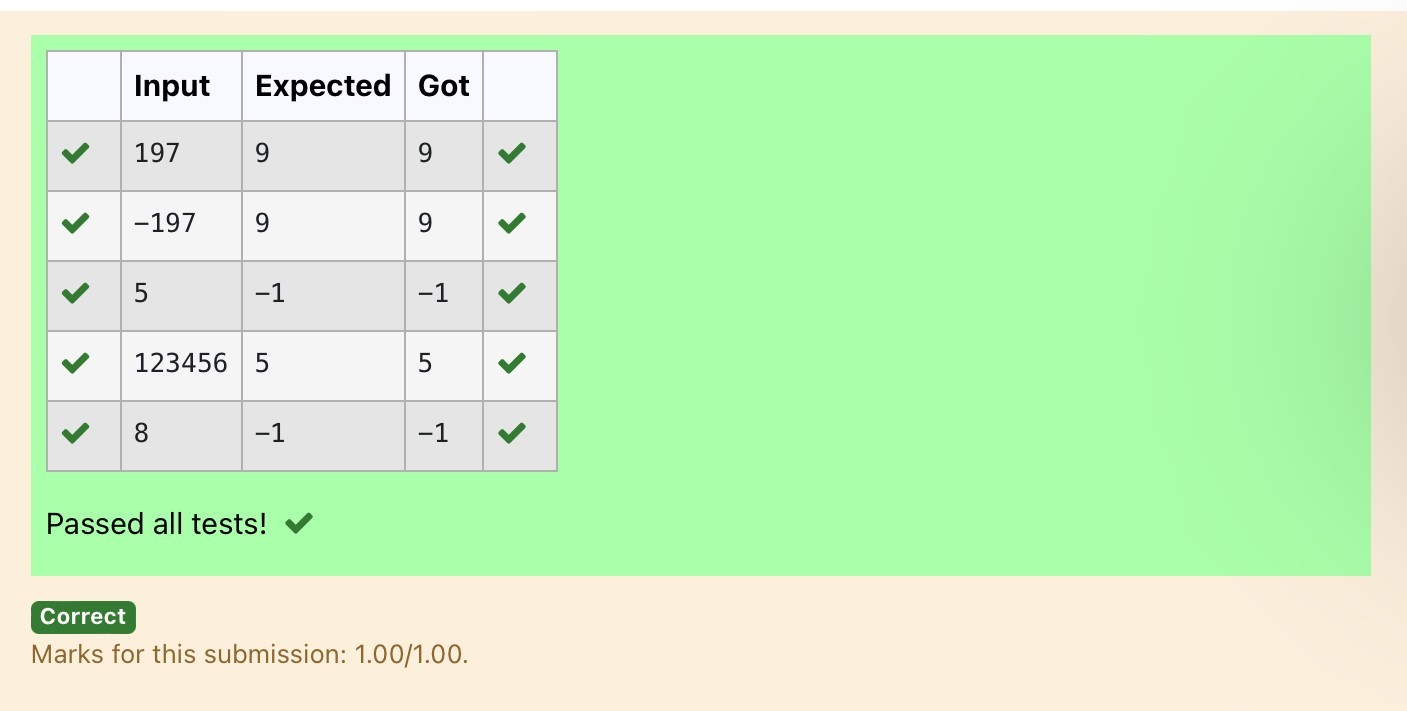 Input Expected Got
197 9 9
−197 9 9
5 −1 −1
123456 5 5
8 −1 −1
Passed all tests!
Correct
Marks for this submission: 1.00/1.00.